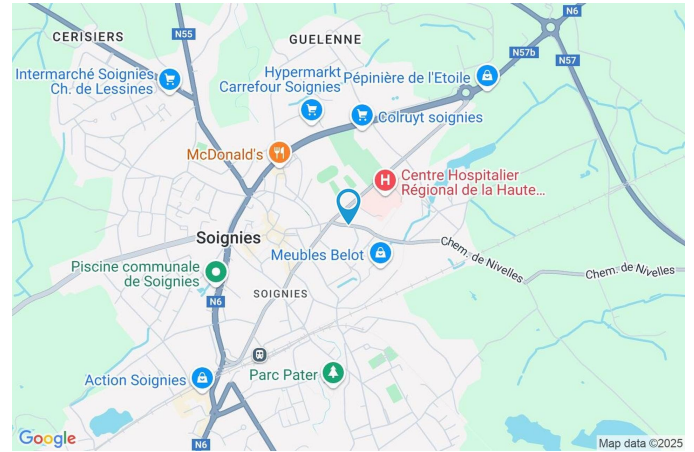 CERISIERS
N55
GUELENNE
N6
N57b
N57
Intermarché Soignies
Ch. de Lessines
Hypermarkt
Carrefour Soignies
Pépinière de l'Etoile
Colruyt soignies
McDonald's
H
Centre Hospitalier
Régional de la Haute...
Soignies
Meubles Belot
Chem. de Nivelles
Chem. de Nivelles
Piscine communale
de Soignies
SOIGNIES
N6
Action Soignies
Parc Pater
N6
Google
Map data ©2025